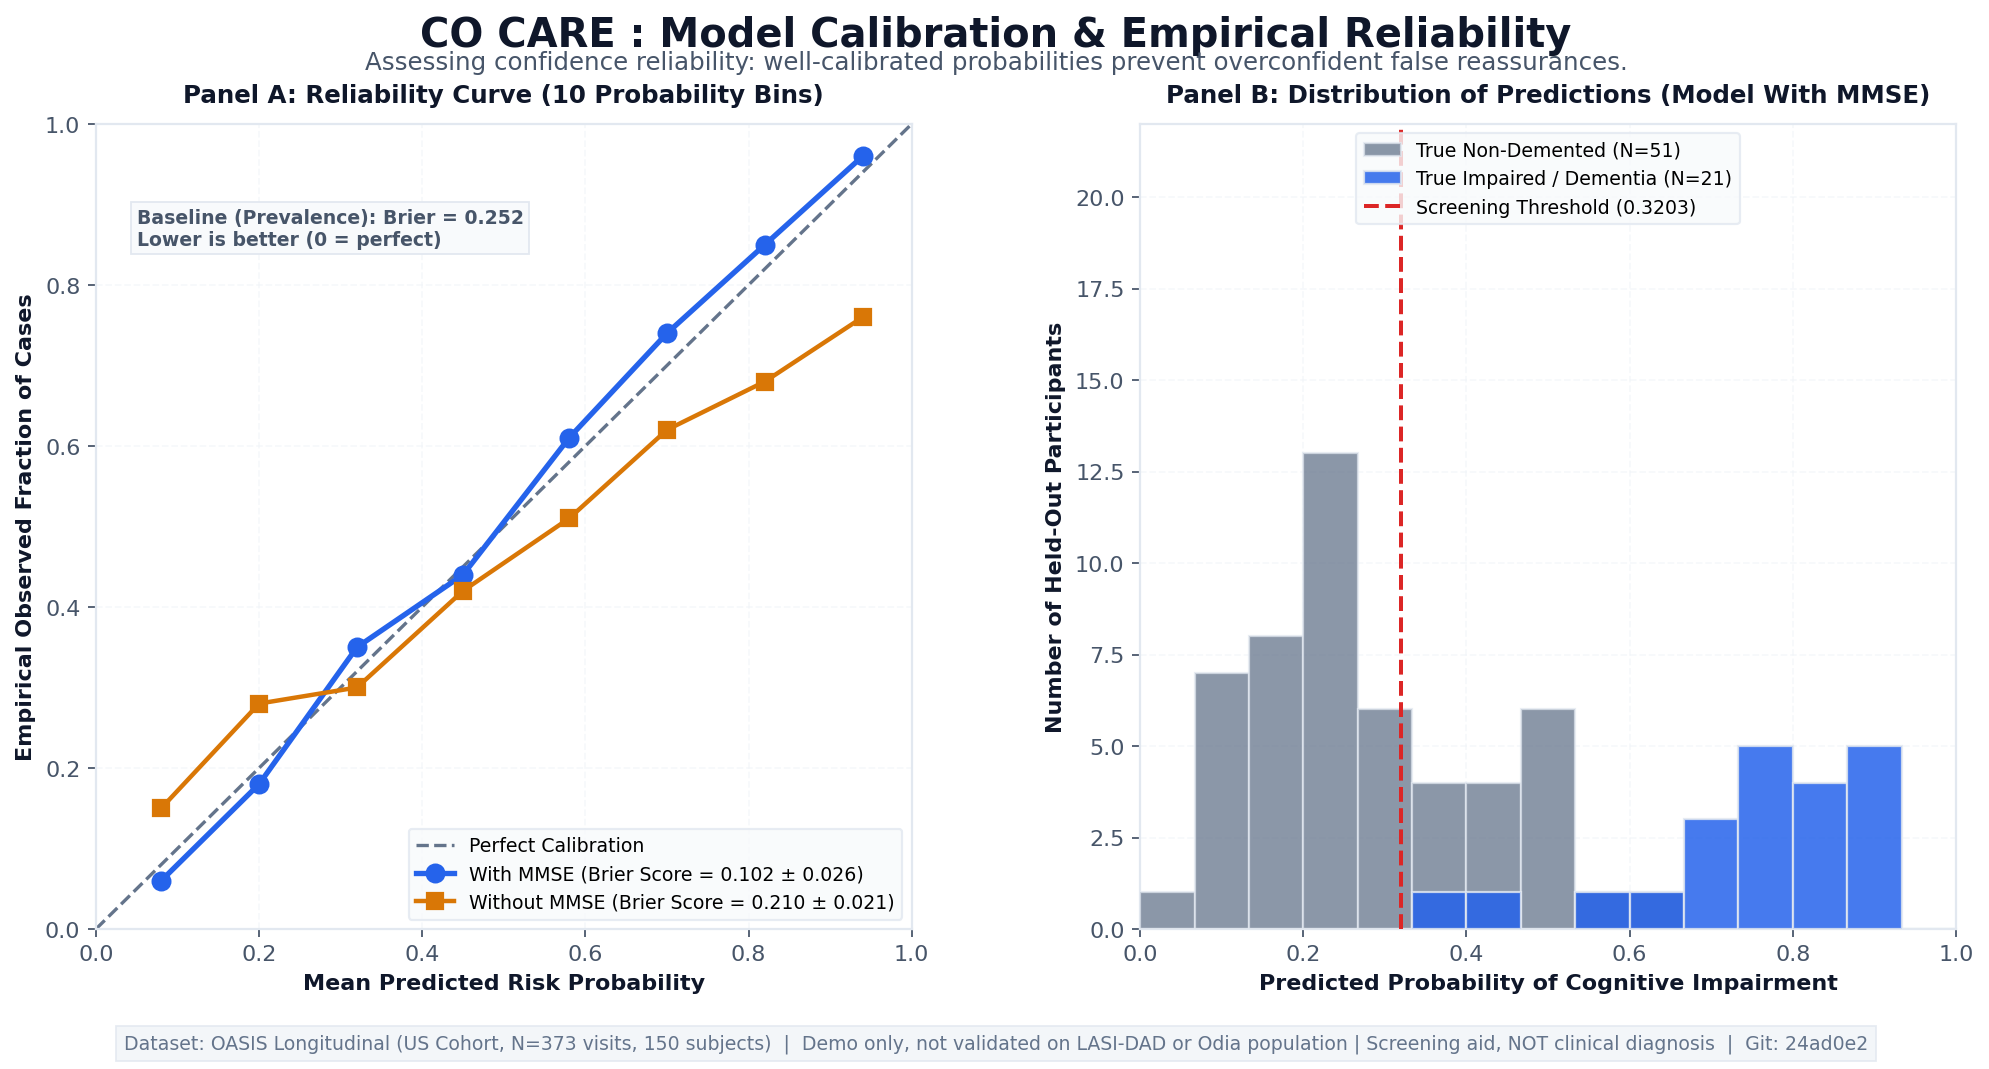 CO CARE : Model Calibration & Empirical Reliability
Assessing confidence reliability: well-calibrated probabilities prevent overconfident false reassurances.
Panel A: Reliability Curve (10 Probability Bins)
1.0
0.8
0.6
0.4
0.2
0.0
Empirical Observed Fraction of Cases
Baseline (Prevalence): Brier = 0.252
Lower is better (0 = perfect)
Perfect Calibration
With MMSE (Brier Score = 0.102 ± 0.026)
Without MMSE (Brier Score = 0.210 ± 0.021)
0.0 0.2 0.4 0.6 0.8 1.0
Mean Predicted Risk Probability
Panel B: Distribution of Predictions (Model With MMSE)
True Non-Demented (N=51)
True Impaired / Dementia (N=21)
Screening Threshold (0.3203)
20.0
17.5
15.0
12.5
10.0
7.5
5.0
2.5
0.0
Number of Held-Out Participants
0.0 0.2 0.4 0.6 0.8 1.0
Predicted Probability of Cognitive Impairment
Dataset: OASIS Longitudinal (US Cohort, N=373 visits, 150 subjects) | Demo only, not validated on LASI-DAD or Odia population | Screening aid, NOT clinical diagnosis | Git: 24ad0e2